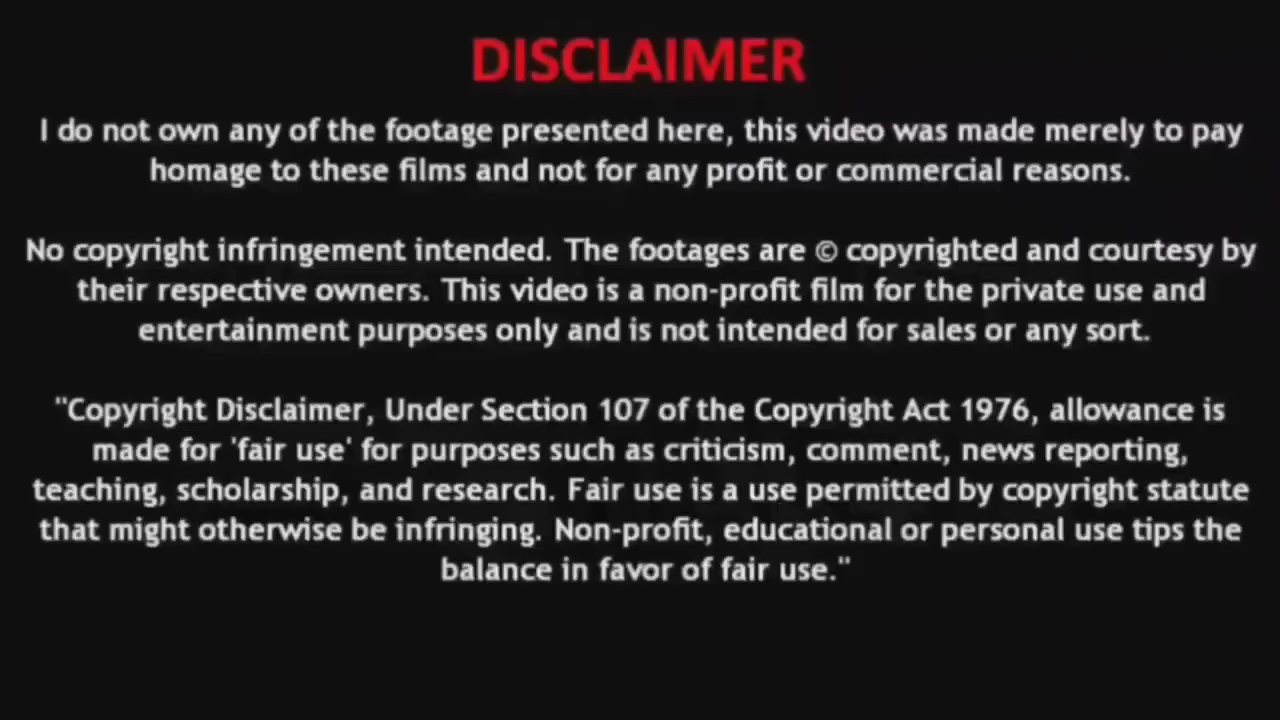 DISCLAIMER
I do not own any of the footage presented here, this video was made merely to pay
homage to these films and not for any profit or commercial reasons.
No copyright infringement intended. The footages are © copyrighted and courtesy by
their respective owners. This video is a non-profit film for the private use and
entertainment purposes only and is not intended for sales or any sort.
"Copyright Disclaimer, Under Section 107 of the Copyright Act 1976, allowance is
made for 'fair use' for purposes such as criticism, comment, news reporting,
teaching, scholarship, and research. Fair use is a use permitted by copyright statute
that might otherwise be infringing. Non-profit, educational or personal use tips the
balance in favor of fair use."